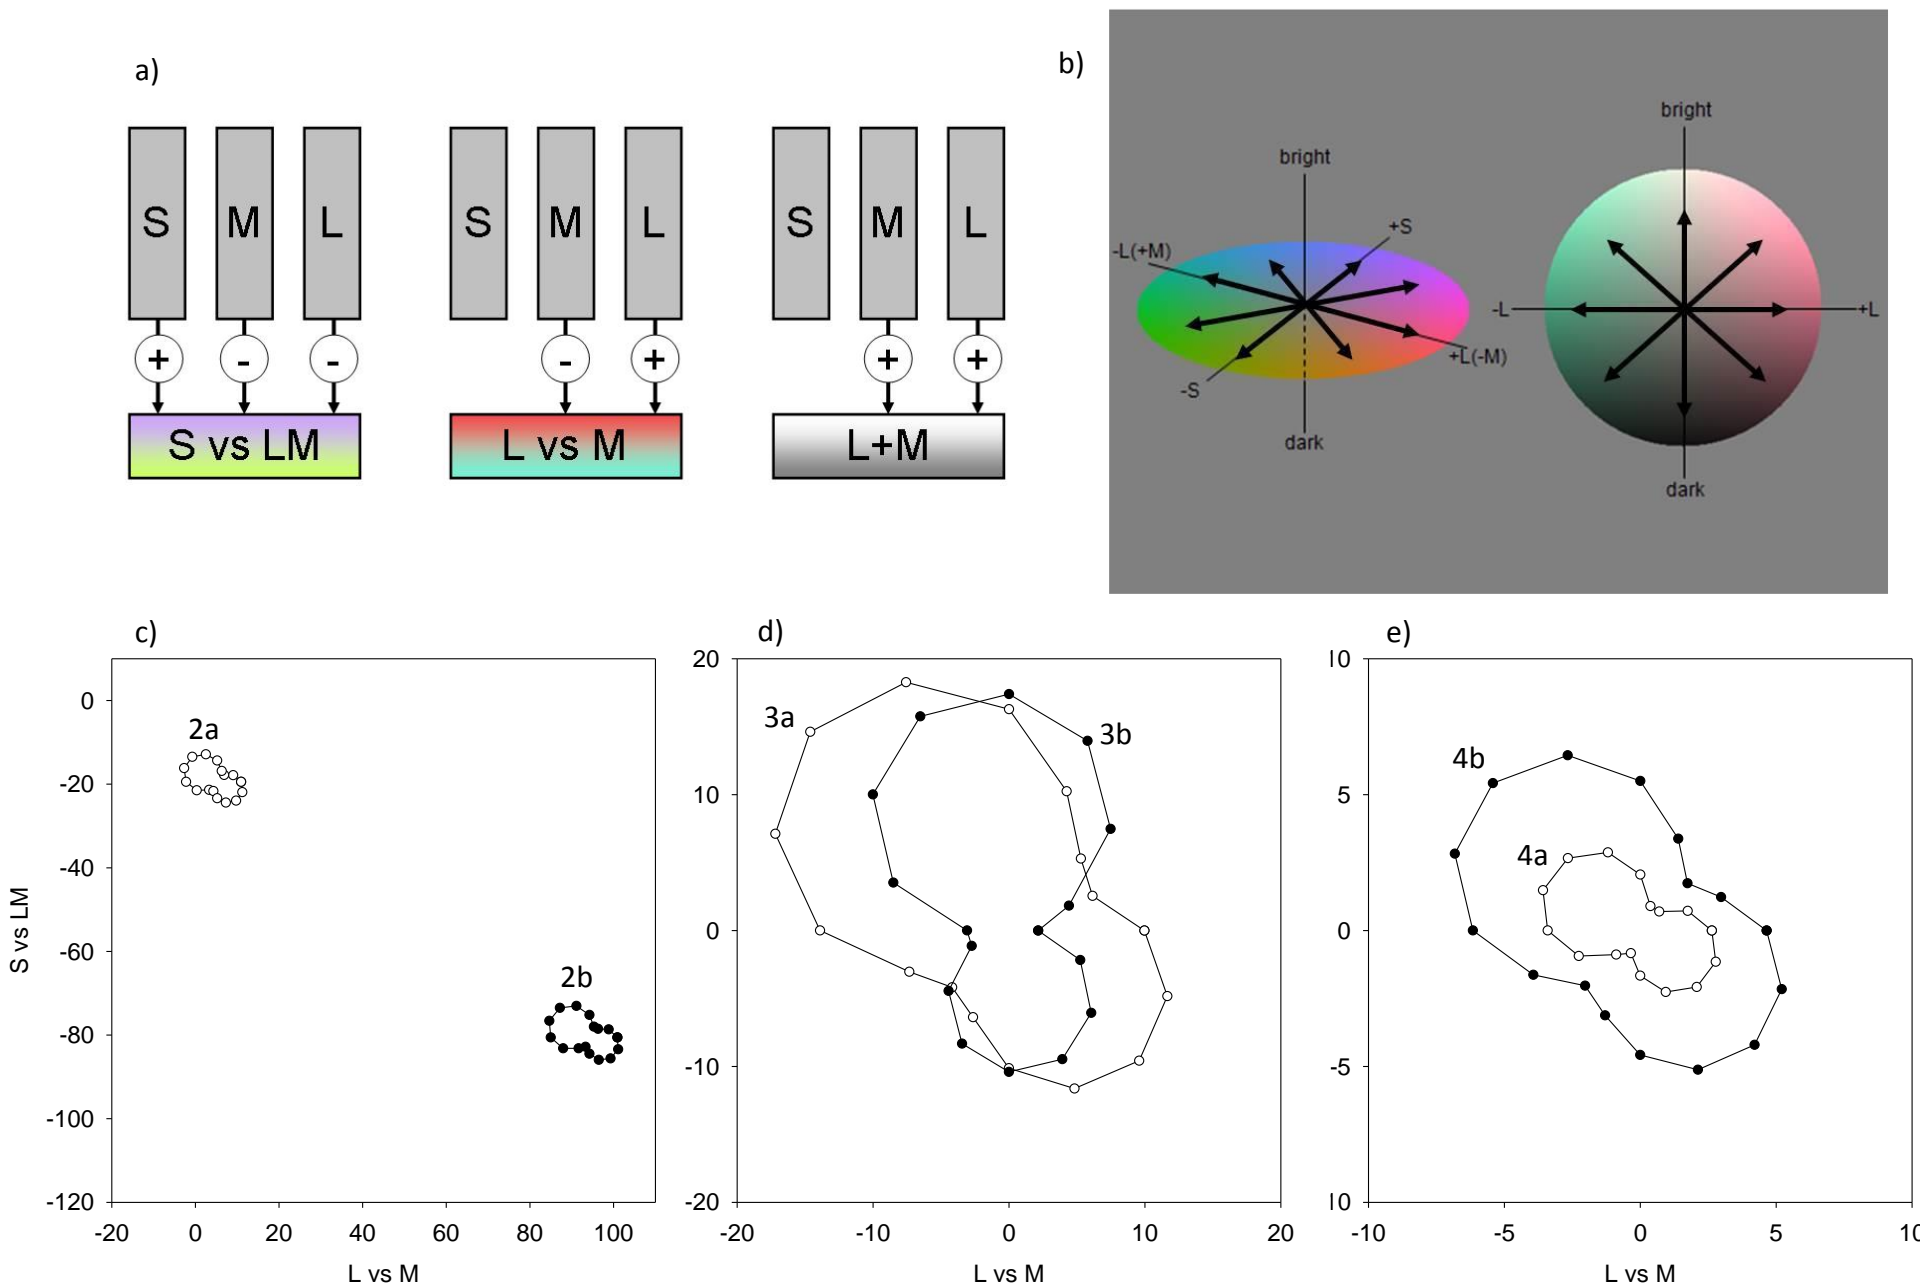 a)
S M L S M L S M L
+ - - - + + +
S vs LM L vs M L+M
b)
bright
+S
-L(+M)
+L(-M)
-S
dark
bright
-L +L
dark
c)
0
-20
-40
-60
-80
-100
-120
S vs LM
2a
2b
-20 0 20 40 60 80 100
L vs M
d)
20
10
0
-10
-20
3a
3b
-20 -10 0 10 20
L vs M
e)
10
5
0
-5
10
4b
4a
-10 -5 0 5 10
L vs M